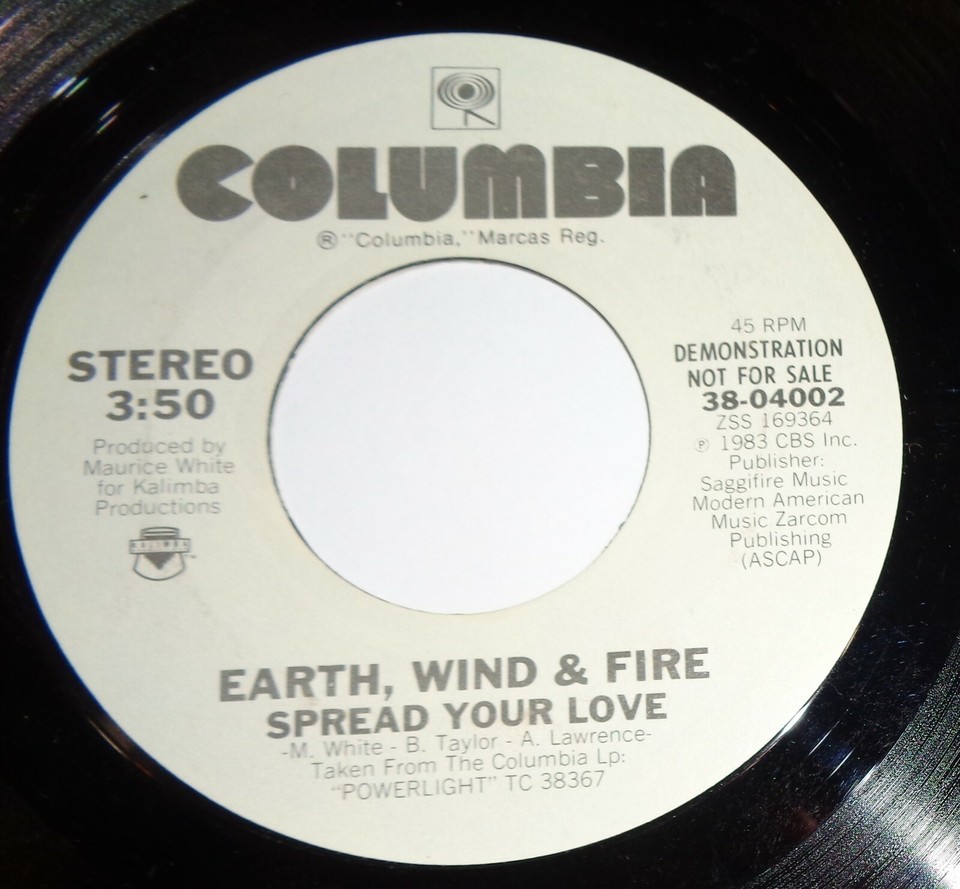 COLUMBIA
® "Columbia," Marcas Reg.
STEREO
3:50
Produced by
Maurice White
for Kalimba
Productions
KALIMBA
™
45 RPM
DEMONSTRATION
NOT FOR SALE
38-04002
ZSS 169364
℗ 1983 CBS Inc.
Publisher:
Saggifire Music
Modern American
Music Zarcom
Publishing
(ASCAP)
EARTH, WIND & FIRE
SPREAD YOUR LOVE
-M. White - B. Taylor - A. Lawrence-
Taken From The Columbia Lp:
"POWERLIGHT" TC 38367